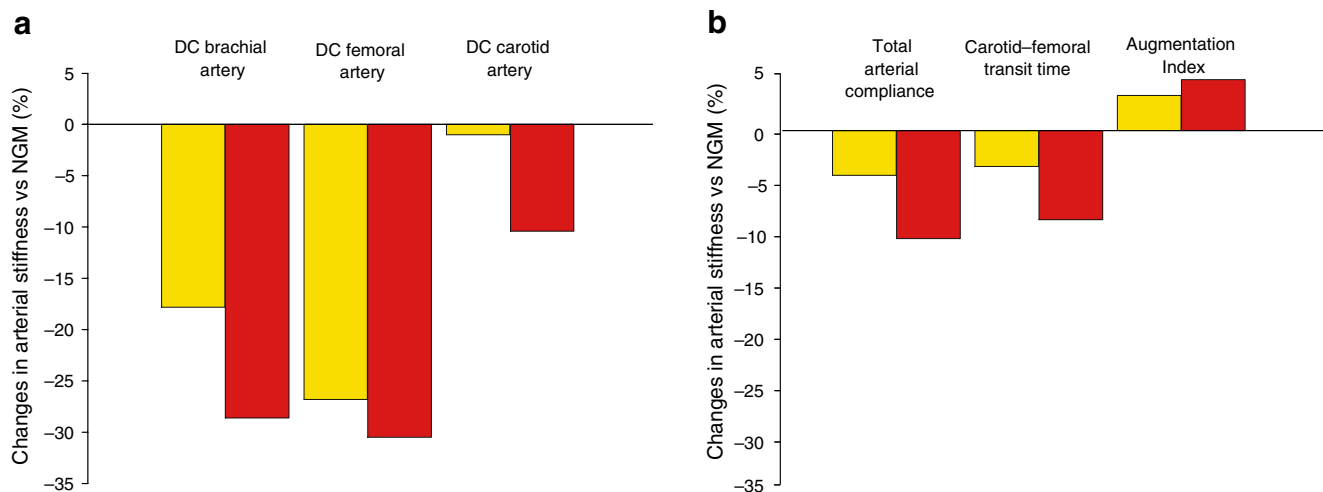 a
DC brachial
artery
DC femoral
artery
DC carotid
artery
Changes in arterial stiffness vs NGM (%)
5
0
–5
–10
–15
–20
–25
–30
–35
b
Total
arterial
compliance
Carotid–femoral
transit time
Augmentation
Index
Changes in arterial stiffness vs NGM (%)
5
0
–5
–10
–15
–20
–25
–30
–35